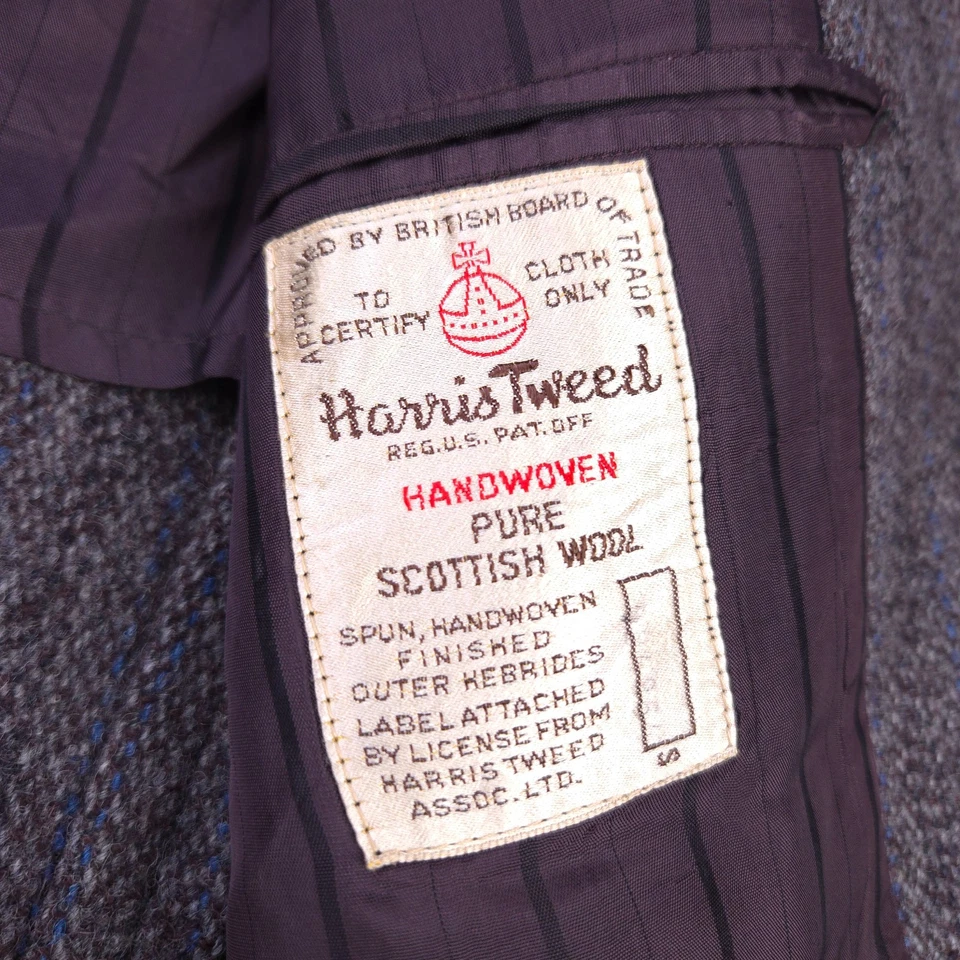 APPROVED BY BRITISH BOARD OF TRADE
TO CERTIFY
CLOTH ONLY
Harris Tweed
REG.U.S. PAT.OFF
HANDWOVEN
PURE
SCOTTISH WOOL
SPUN, HANDWOVEN
FINISHED
OUTER HEBRIDES
LABEL ATTACHED
BY LICENSE FROM
HARRIS TWEED
ASSOC. LTD.
S